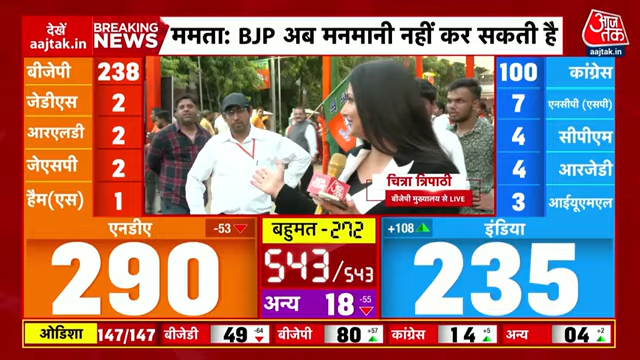 देखें
aajtak.in
BREAKING
NEWS
ममता: BJP अब मनमानी नहीं कर सकती है
आज तक
aajtak.in
बीजेपी 238
जेडीएस 2
आरएलडी 2
जेएसपी 2
हैम(एस) 1
100 कांग्रेस
7 एनसीपी (एसपी)
4 सीपीएम
4 आरजेडी
3 आईयूएमएल
चित्रा त्रिपाठी
बीजेपी मुख्यालय से LIVE
एनडीए -53
290
बहुमत -272
543/543
अन्य 18 -55
+108 इंडिया
235
ओडिशा 147/147 बीजेडी 49 -64 बीजेपी 80 +57 कांग्रेस 14 +5 अन्य 04 +2